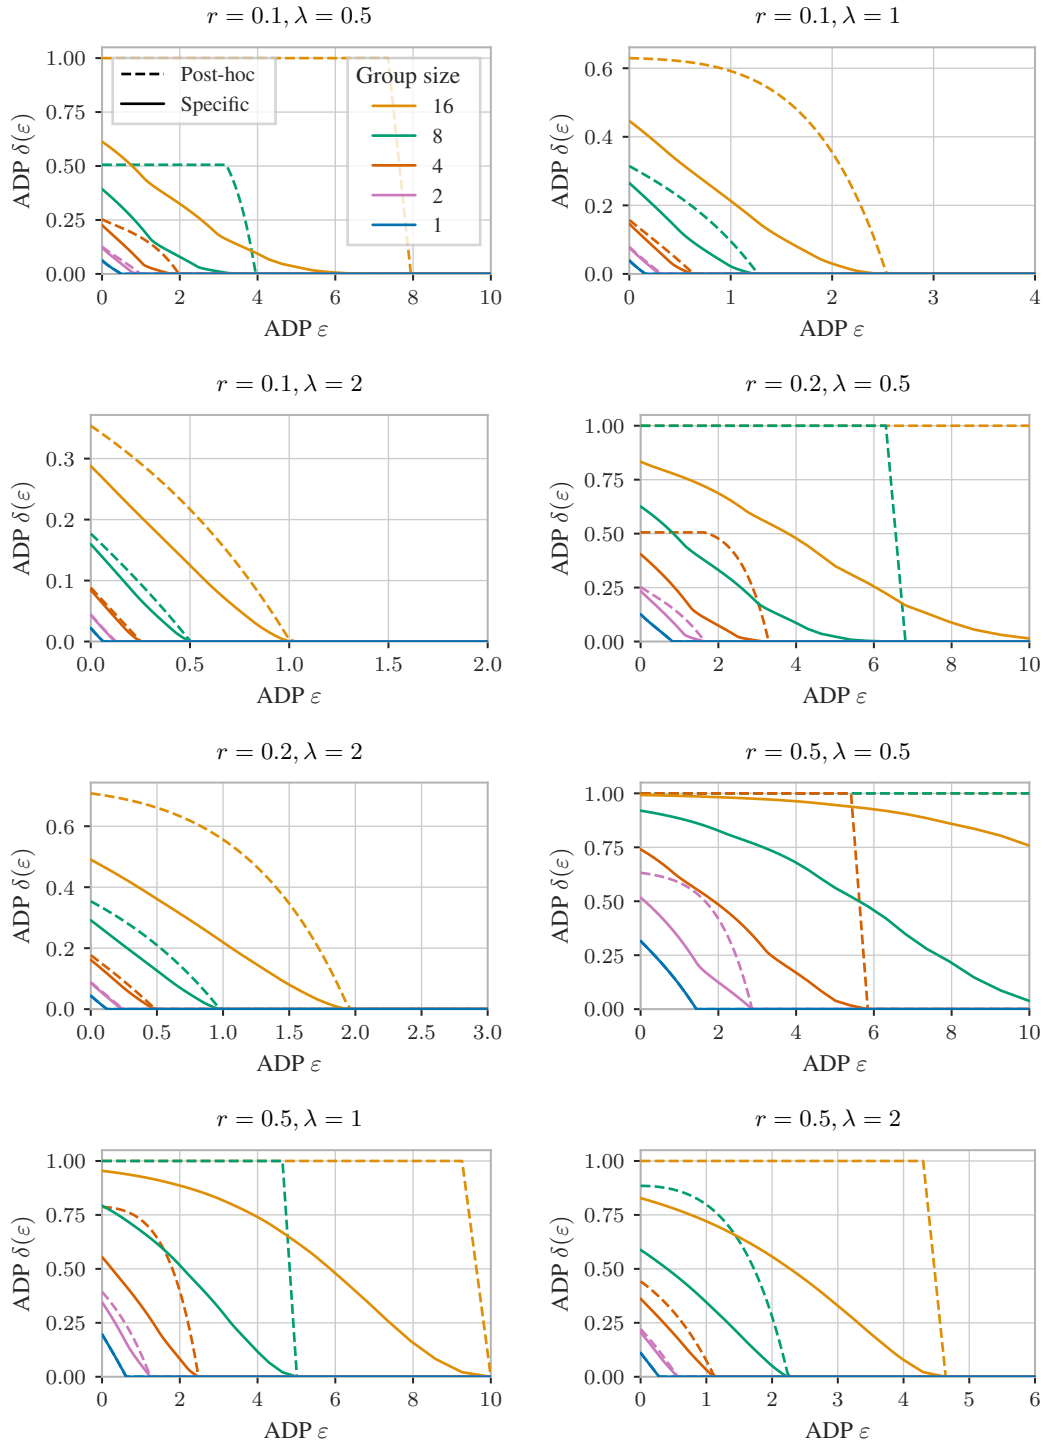 r = 0.1, λ = 0.5
ADP δ(ε)
1.00
0.75
0.50
0.25
0.00
Post-hoc
Specific
Group size
16
8
4
2
1
0 2 4 6 8 10
ADP ε
r = 0.1, λ = 1
ADP δ(ε)
0.6
0.4
0.2
0.0
0 1 2 3 4
ADP ε
r = 0.1, λ = 2
ADP δ(ε)
0.3
0.2
0.1
0.0
0.0 0.5 1.0 1.5 2.0
ADP ε
r = 0.2, λ = 0.5
ADP δ(ε)
1.00
0.75
0.50
0.25
0.00
0 2 4 6 8 10
ADP ε
r = 0.2, λ = 2
ADP δ(ε)
0.6
0.4
0.2
0.0
0.0 0.5 1.0 1.5 2.0 2.5 3.0
ADP ε
r = 0.5, λ = 0.5
ADP δ(ε)
1.00
0.75
0.50
0.25
0.00
0 2 4 6 8 10
ADP ε
r = 0.5, λ = 1
ADP δ(ε)
1.00
0.75
0.50
0.25
0.00
0 2 4 6 8 10
ADP ε
r = 0.5, λ = 2
ADP δ(ε)
1.00
0.75
0.50
0.25
0.00
0 1 2 3 4 5 6
ADP ε